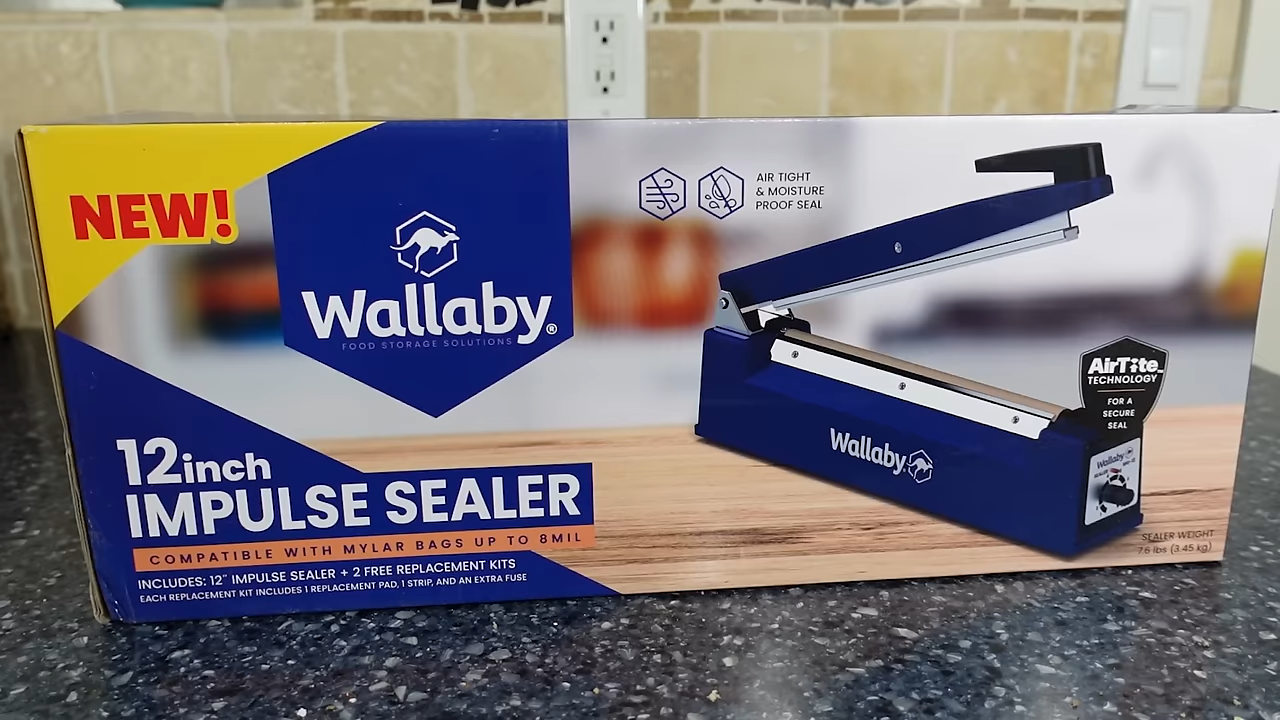 NEW!
Wallaby®
FOOD STORAGE SOLUTIONS
AIR TIGHT
& MOISTURE
PROOF SEAL
12inch
IMPULSE SEALER
COMPATIBLE WITH MYLAR BAGS UP TO 8MIL
INCLUDES: 12" IMPULSE SEALER + 2 FREE REPLACEMENT KITS
EACH REPLACEMENT KIT INCLUDES 1 REPLACEMENT PAD, 1 STRIP, AND AN EXTRA FUSE
Wallaby
AirTite
TECHNOLOGY
FOR A
SECURE
SEAL
Wallaby
SEALER
SEALER WEIGHT
7.6 lbs (3.45 kg)